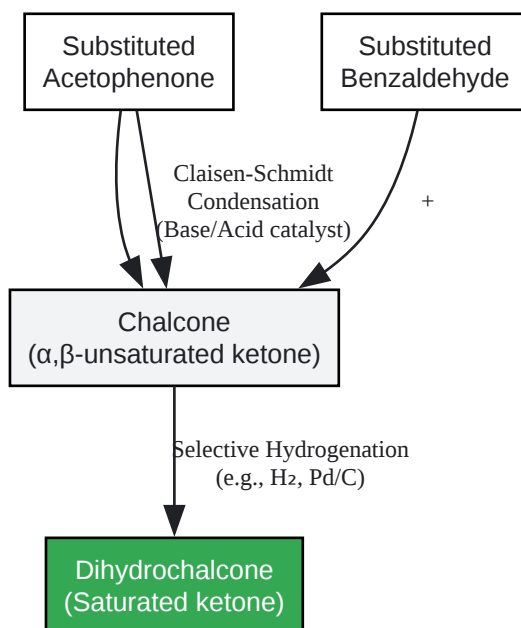 Substituted
Acetophenone
Substituted
Benzaldehyde
Claisen-Schmidt
Condensation
(Base/Acid catalyst)
+
Chalcone
(α,β-unsaturated ketone)
Selective Hydrogenation
(e.g., H₂, Pd/C)
Dihydrochalcone
(Saturated ketone)